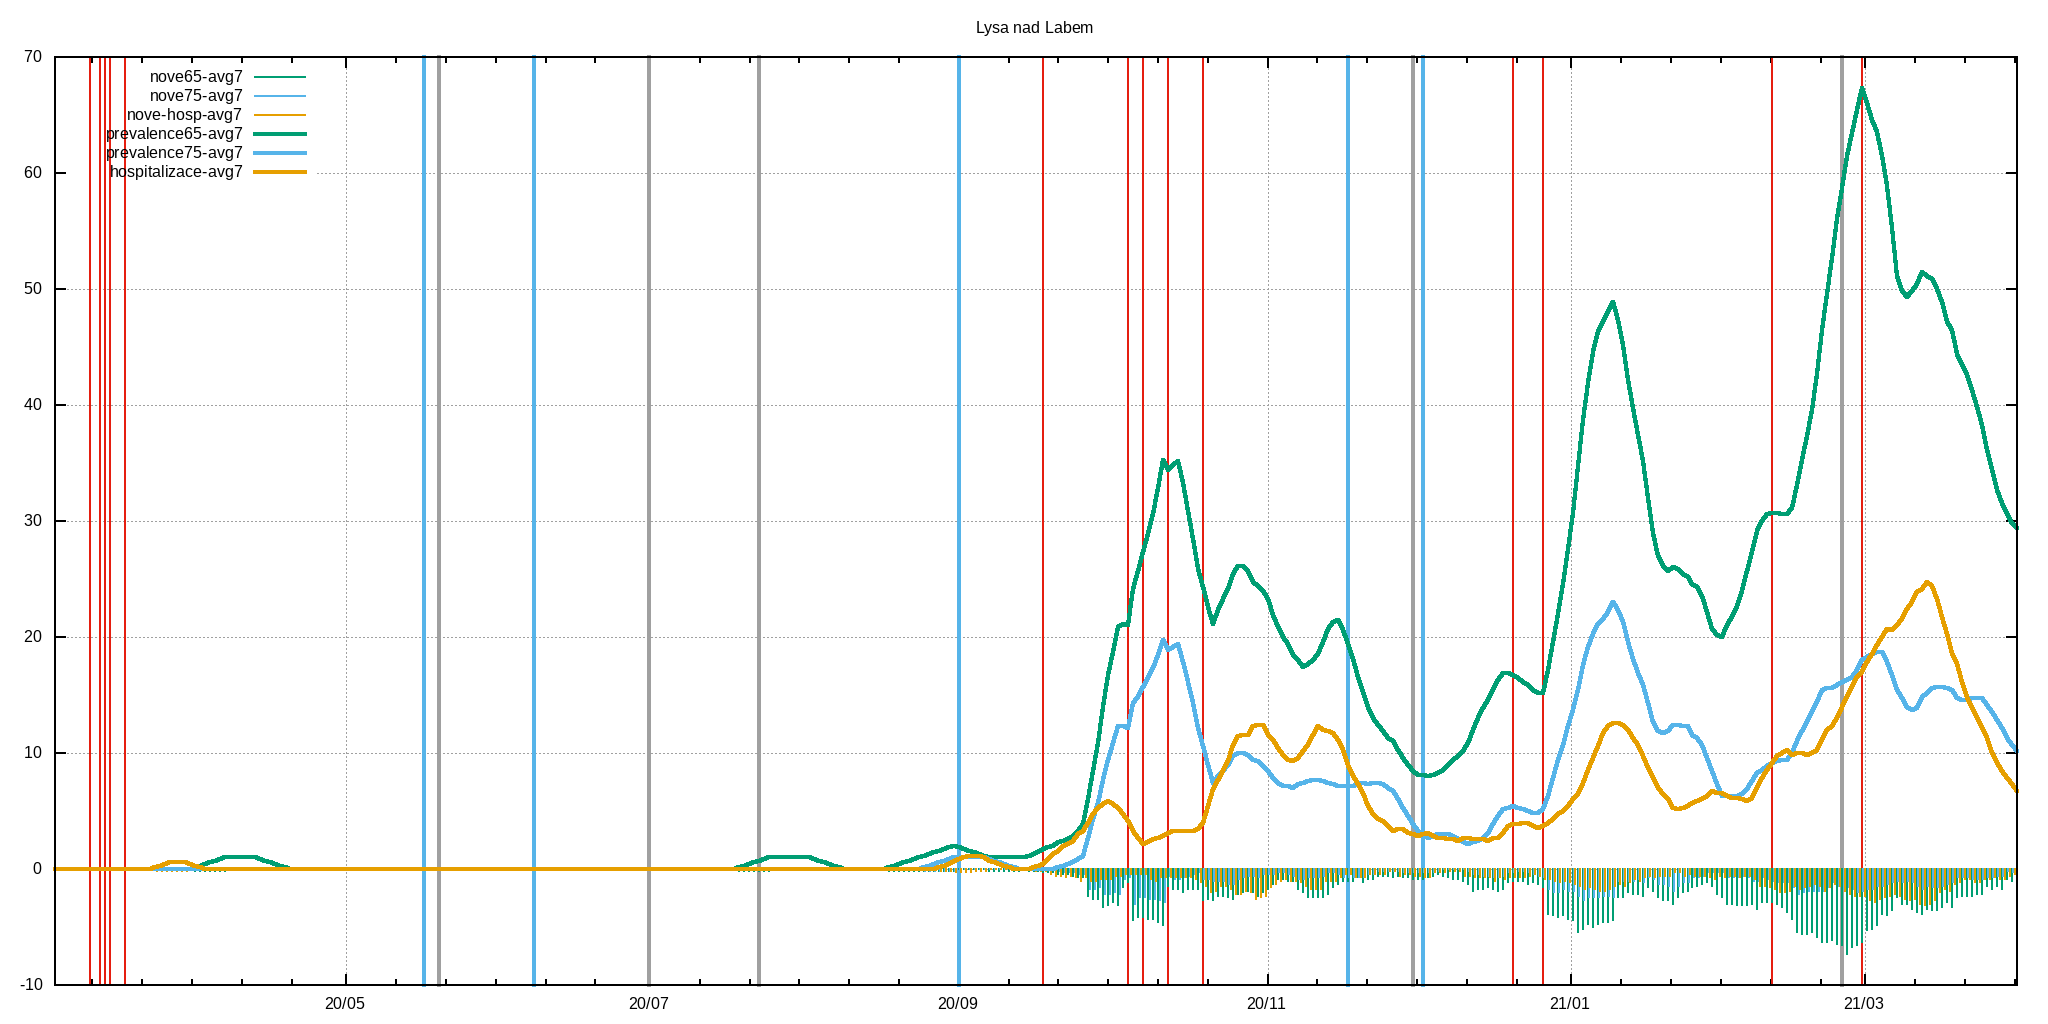 Lysa nad Labem
70
60
50
40
30
20
10
0
-10
nove65-avg7
nove75-avg7
nove-hosp-avg7
prevalence65-avg7
prevalence75-avg7
hospitalizace-avg7
20/05
20/07
20/09
20/11
21/01
21/03